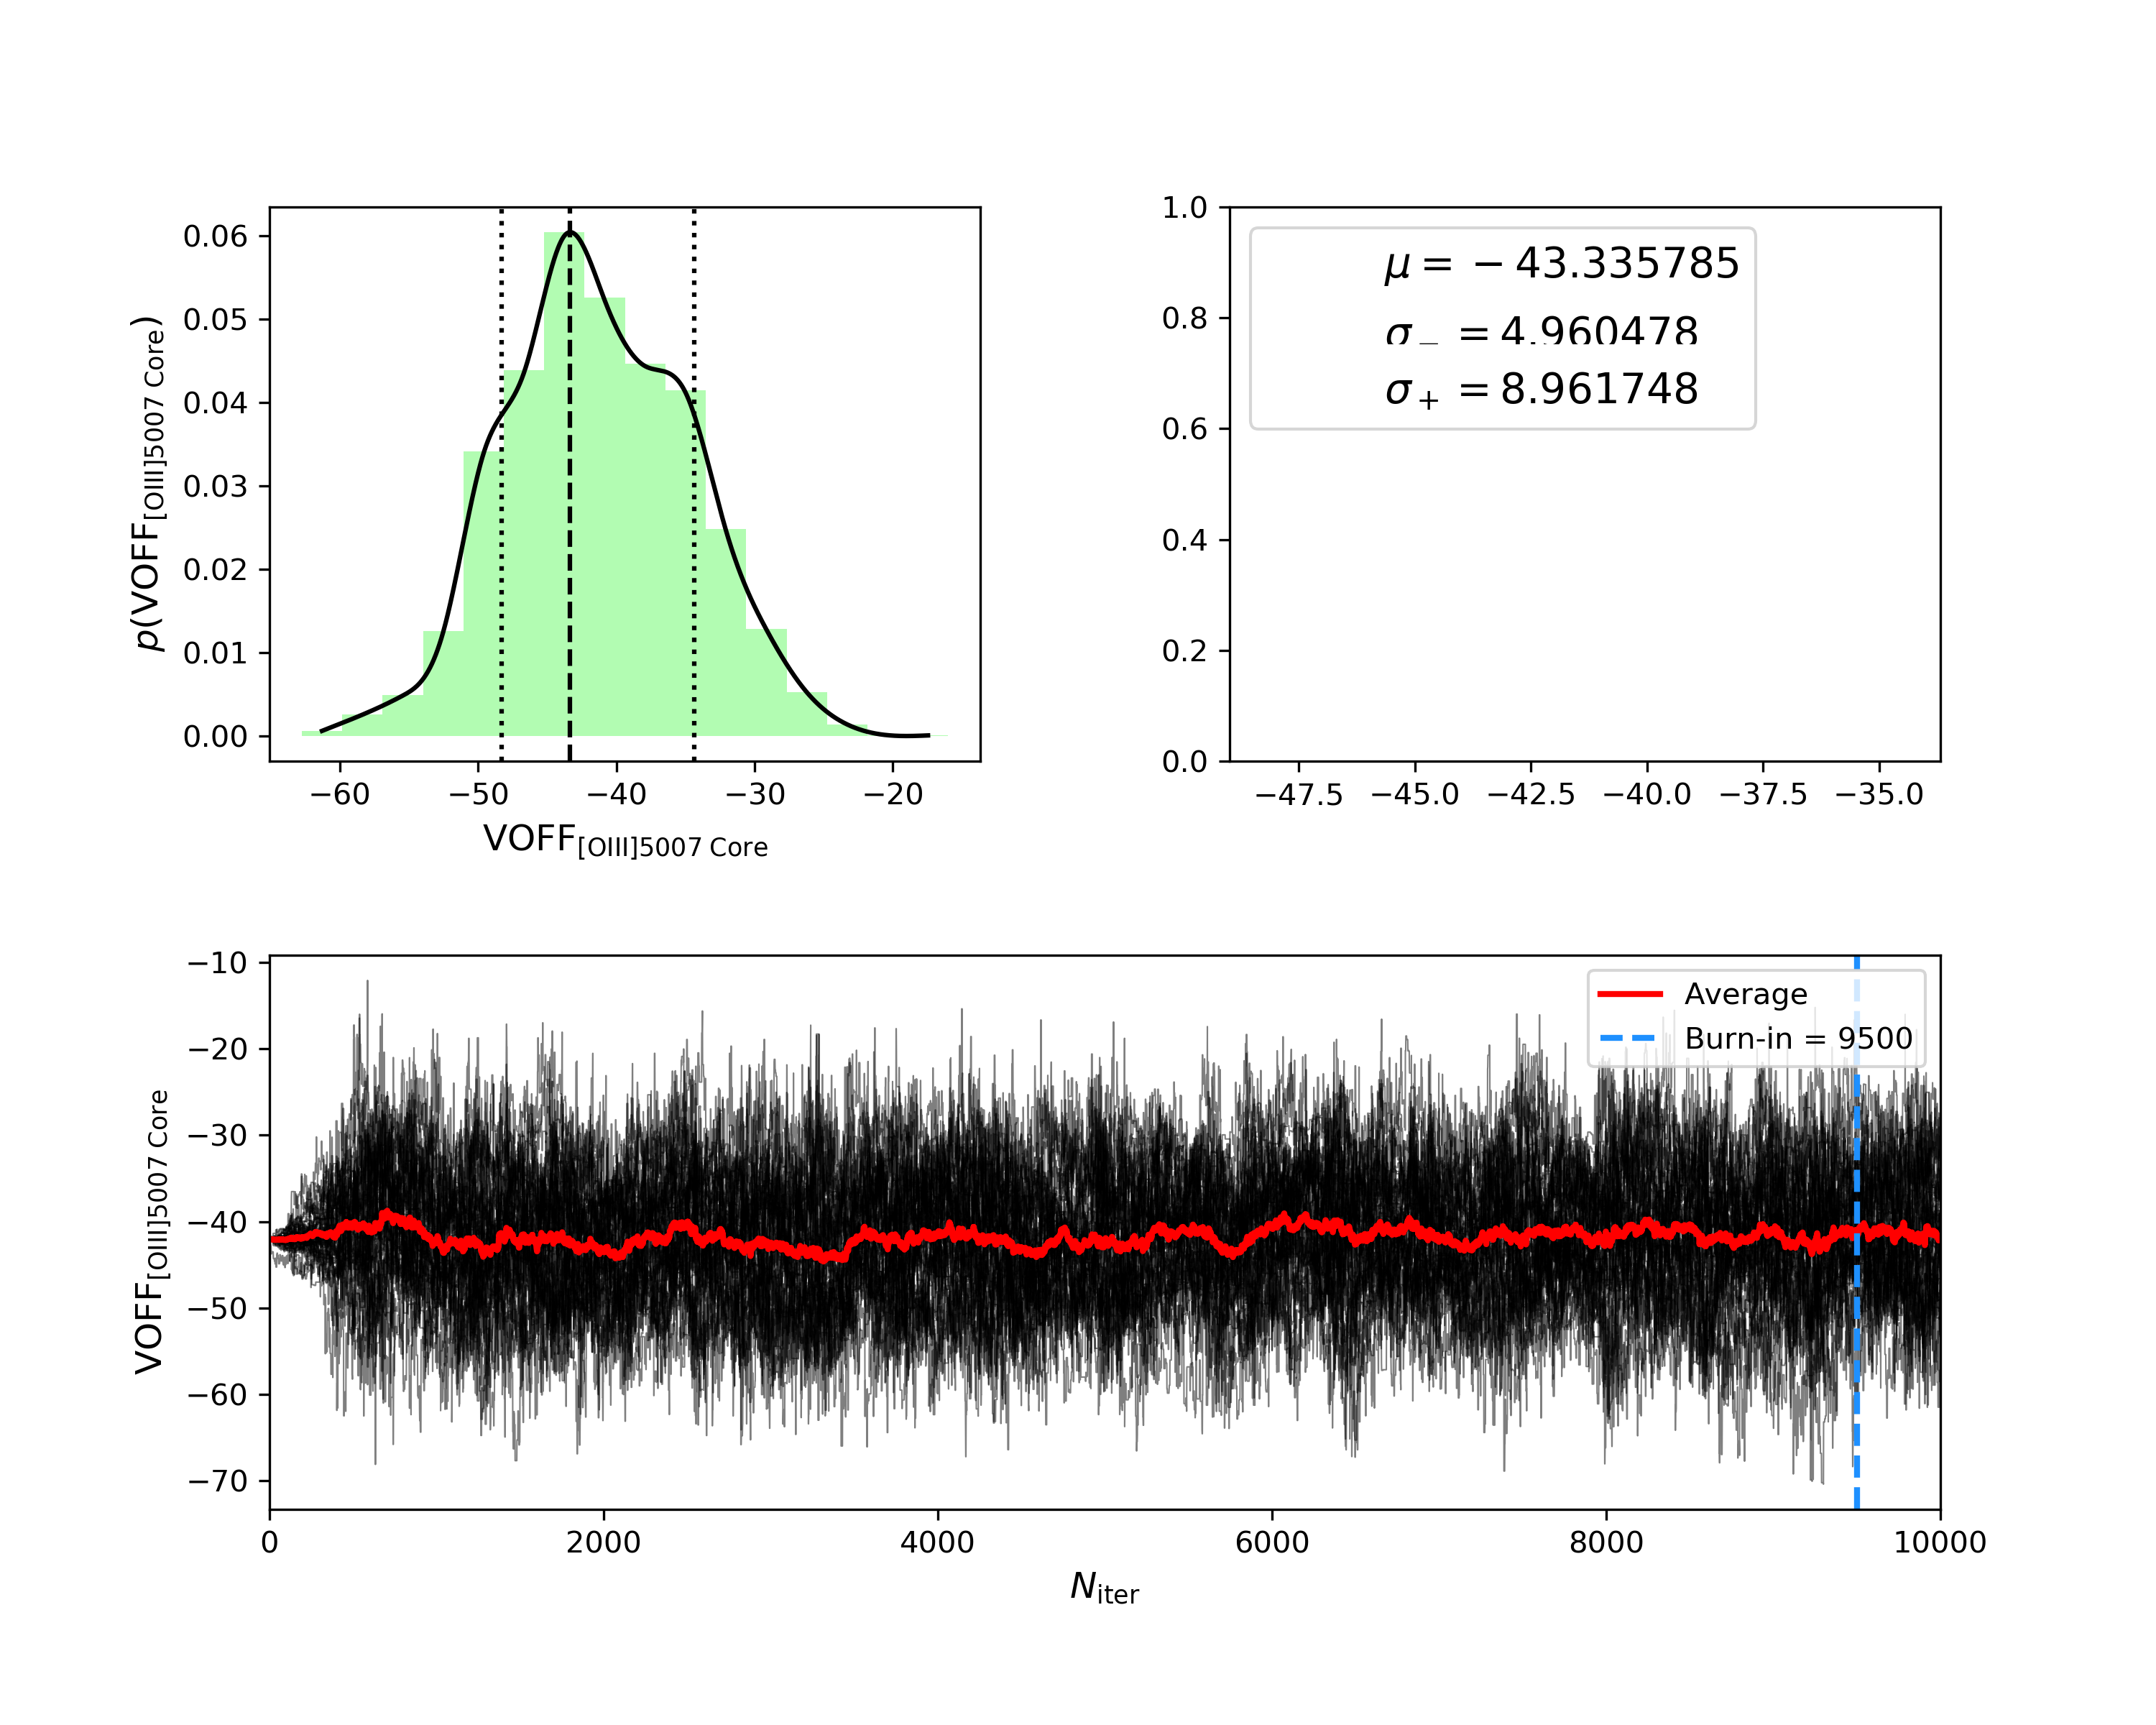 0.06
0.05
0.04
0.03
0.02
0.01
0.00
p(VOFF[OIII]5007 Core)
−60 −50 −40 −30 −20
VOFF[OIII]5007 Core
1.0
0.8
0.6
0.4
0.2
0.0
μ = −43.335785
σ− = 4.960478
σ+ = 8.961748
−47.5 −45.0 −42.5 −40.0 −37.5 −35.0
−10
−20
−30
−40
−50
−60
−70
VOFF[OIII]5007 Core
Average
Burn-in = 9500
0 2000 4000 6000 8000 10000
Niter